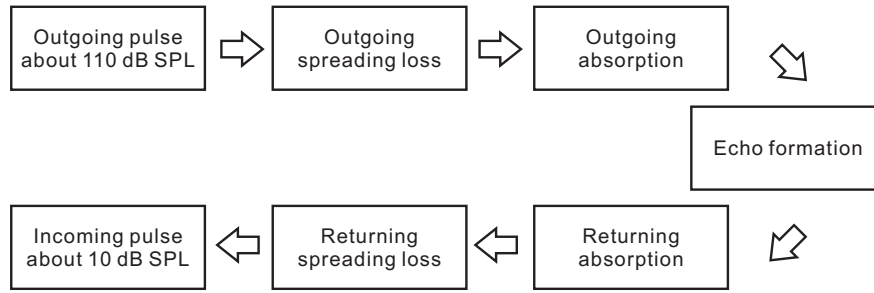 Outgoing pulse
about 110 dB SPL
Outgoing
spreading loss
Outgoing
absorption
Echo formation
Returning
absorption
Returning
spreading loss
Incoming pulse
about 10 dB SPL